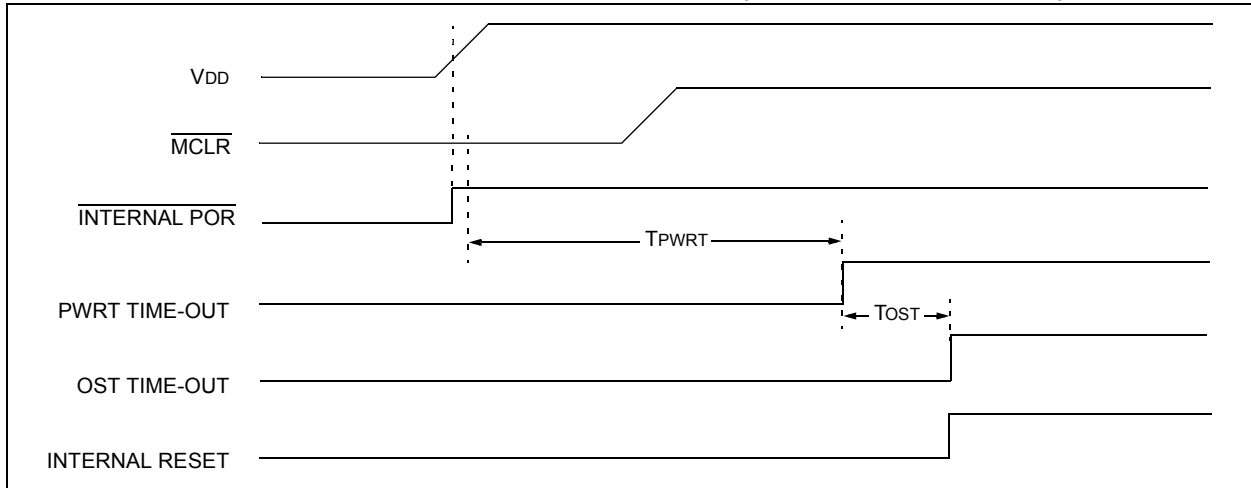 VDD
MCLR
INTERNAL POR
TPWRT
PWRT TIME-OUT
TOST
OST TIME-OUT
INTERNAL RESET